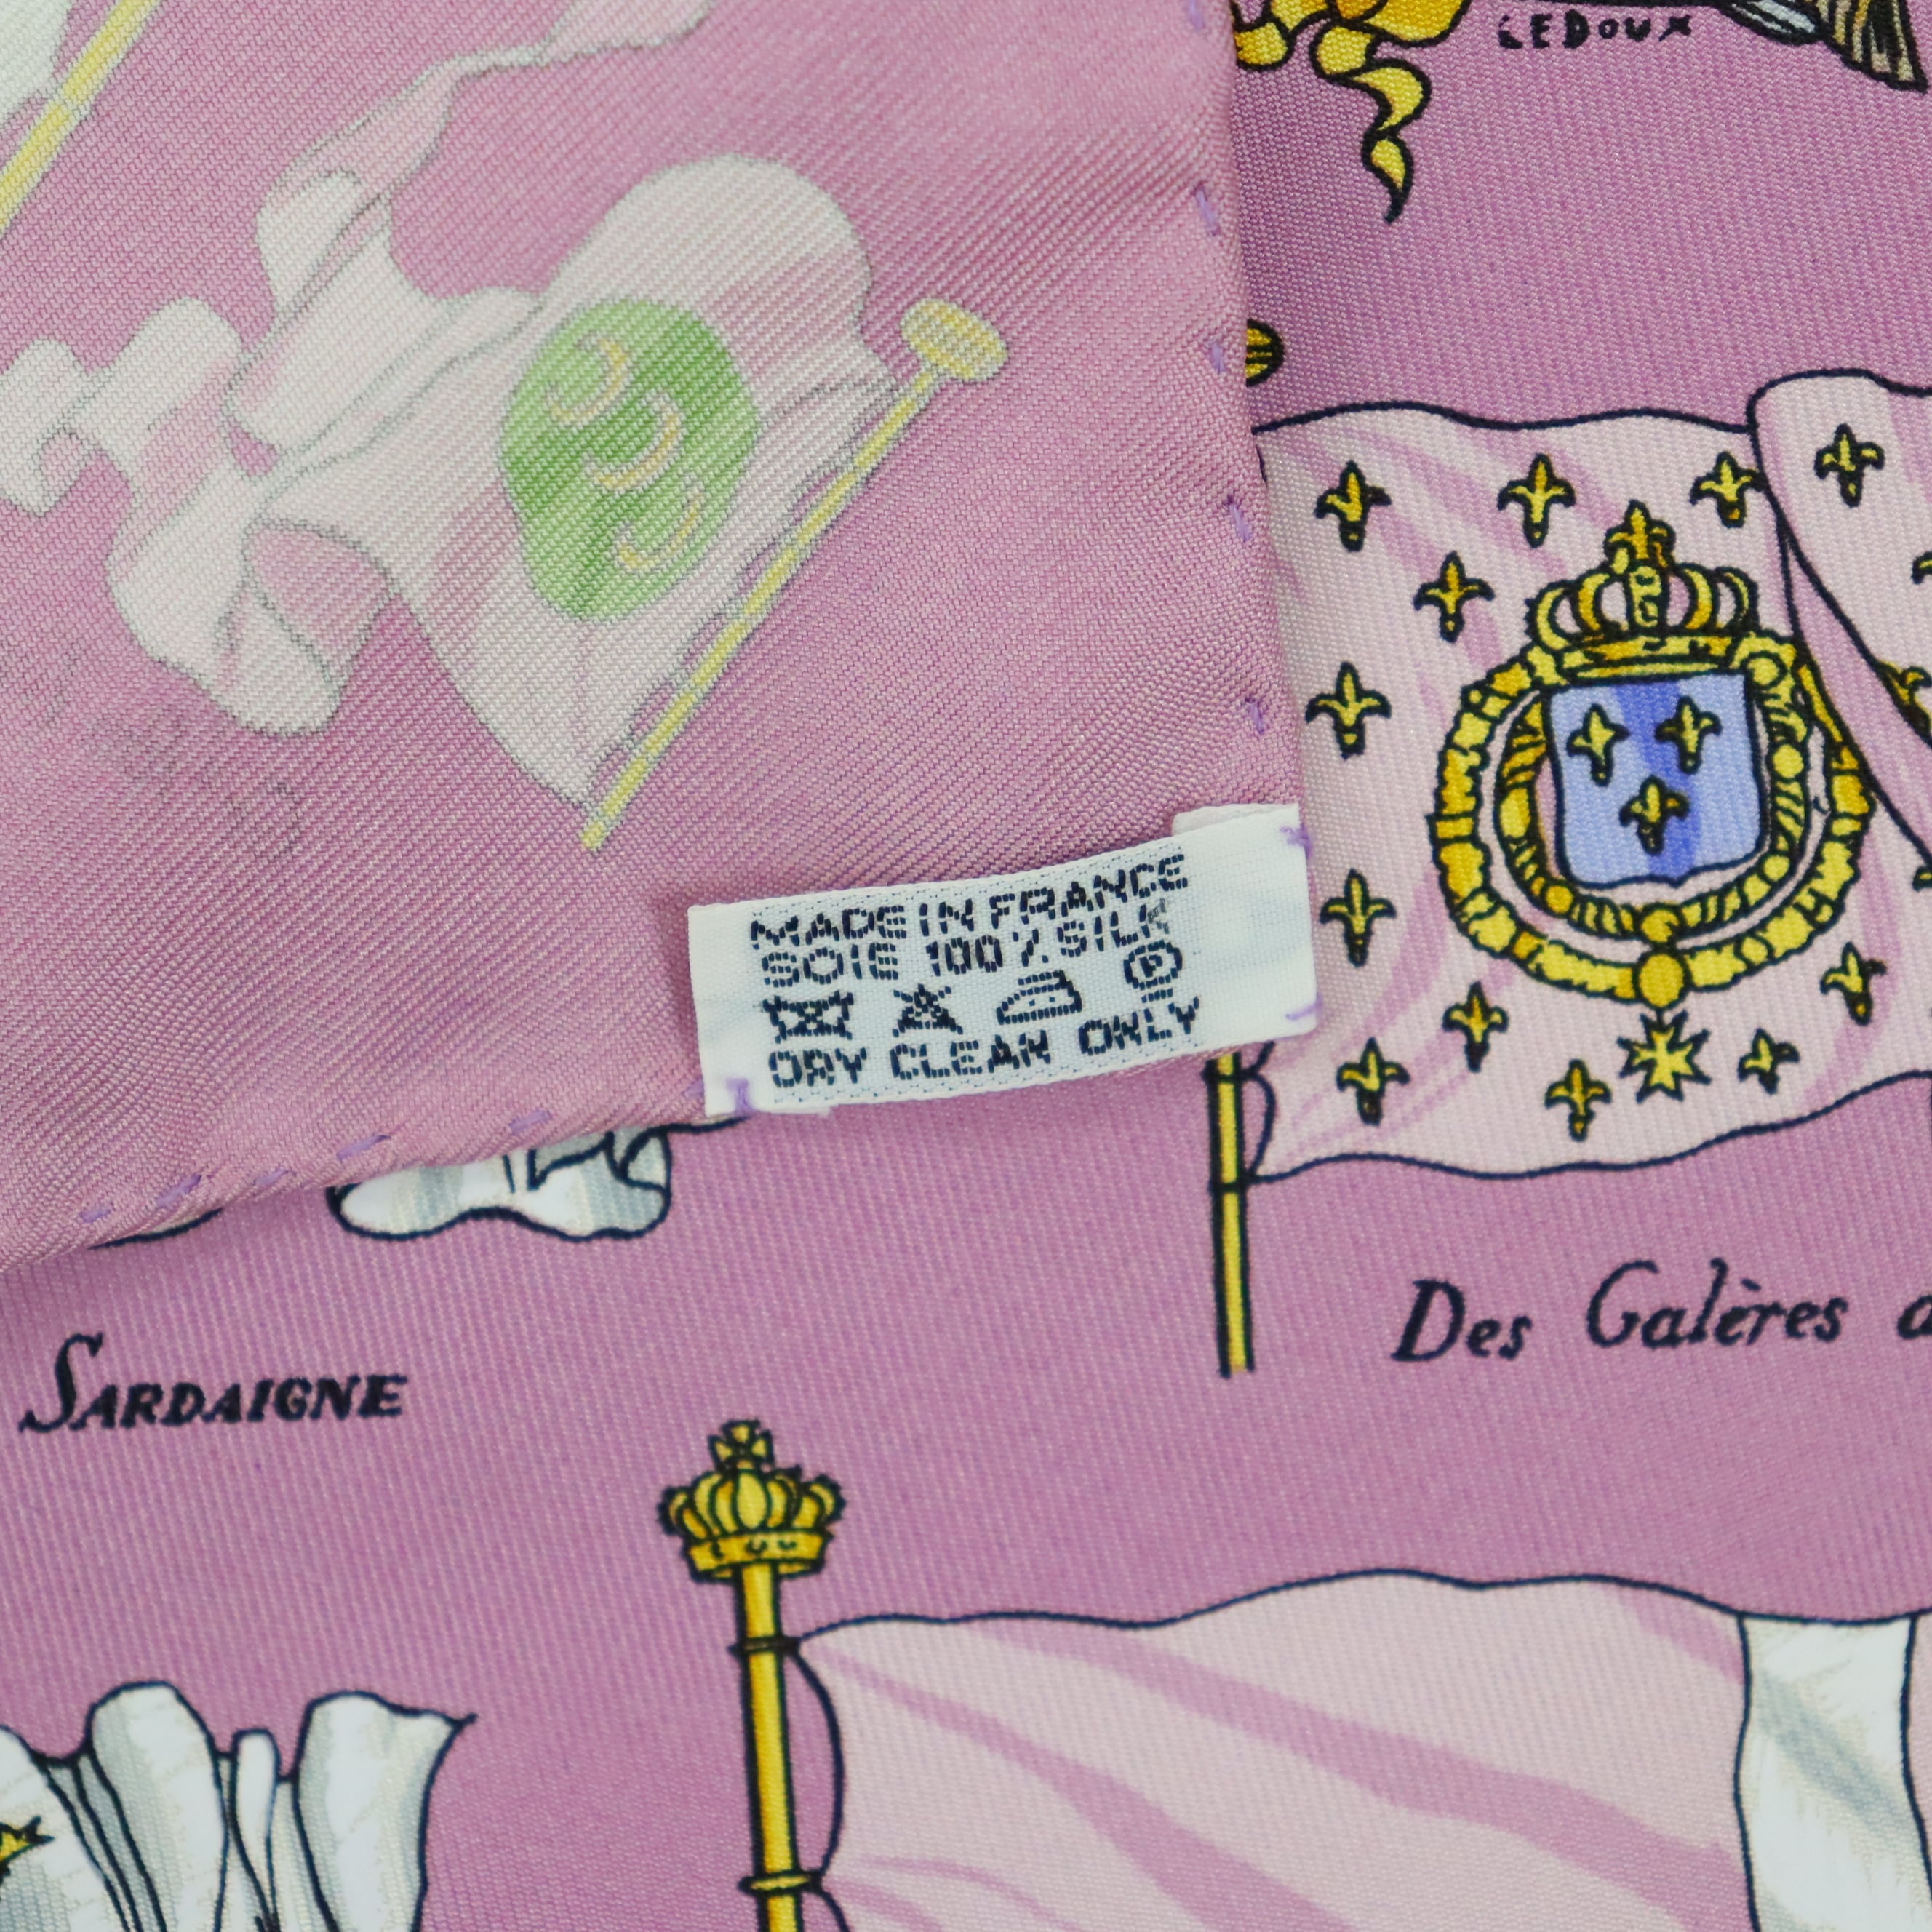 LEDOUX
MADE IN FRANCE
SOIE 100 % SILK
P
DRY CLEAN ONLY
Des Galères
SARDAIGNE